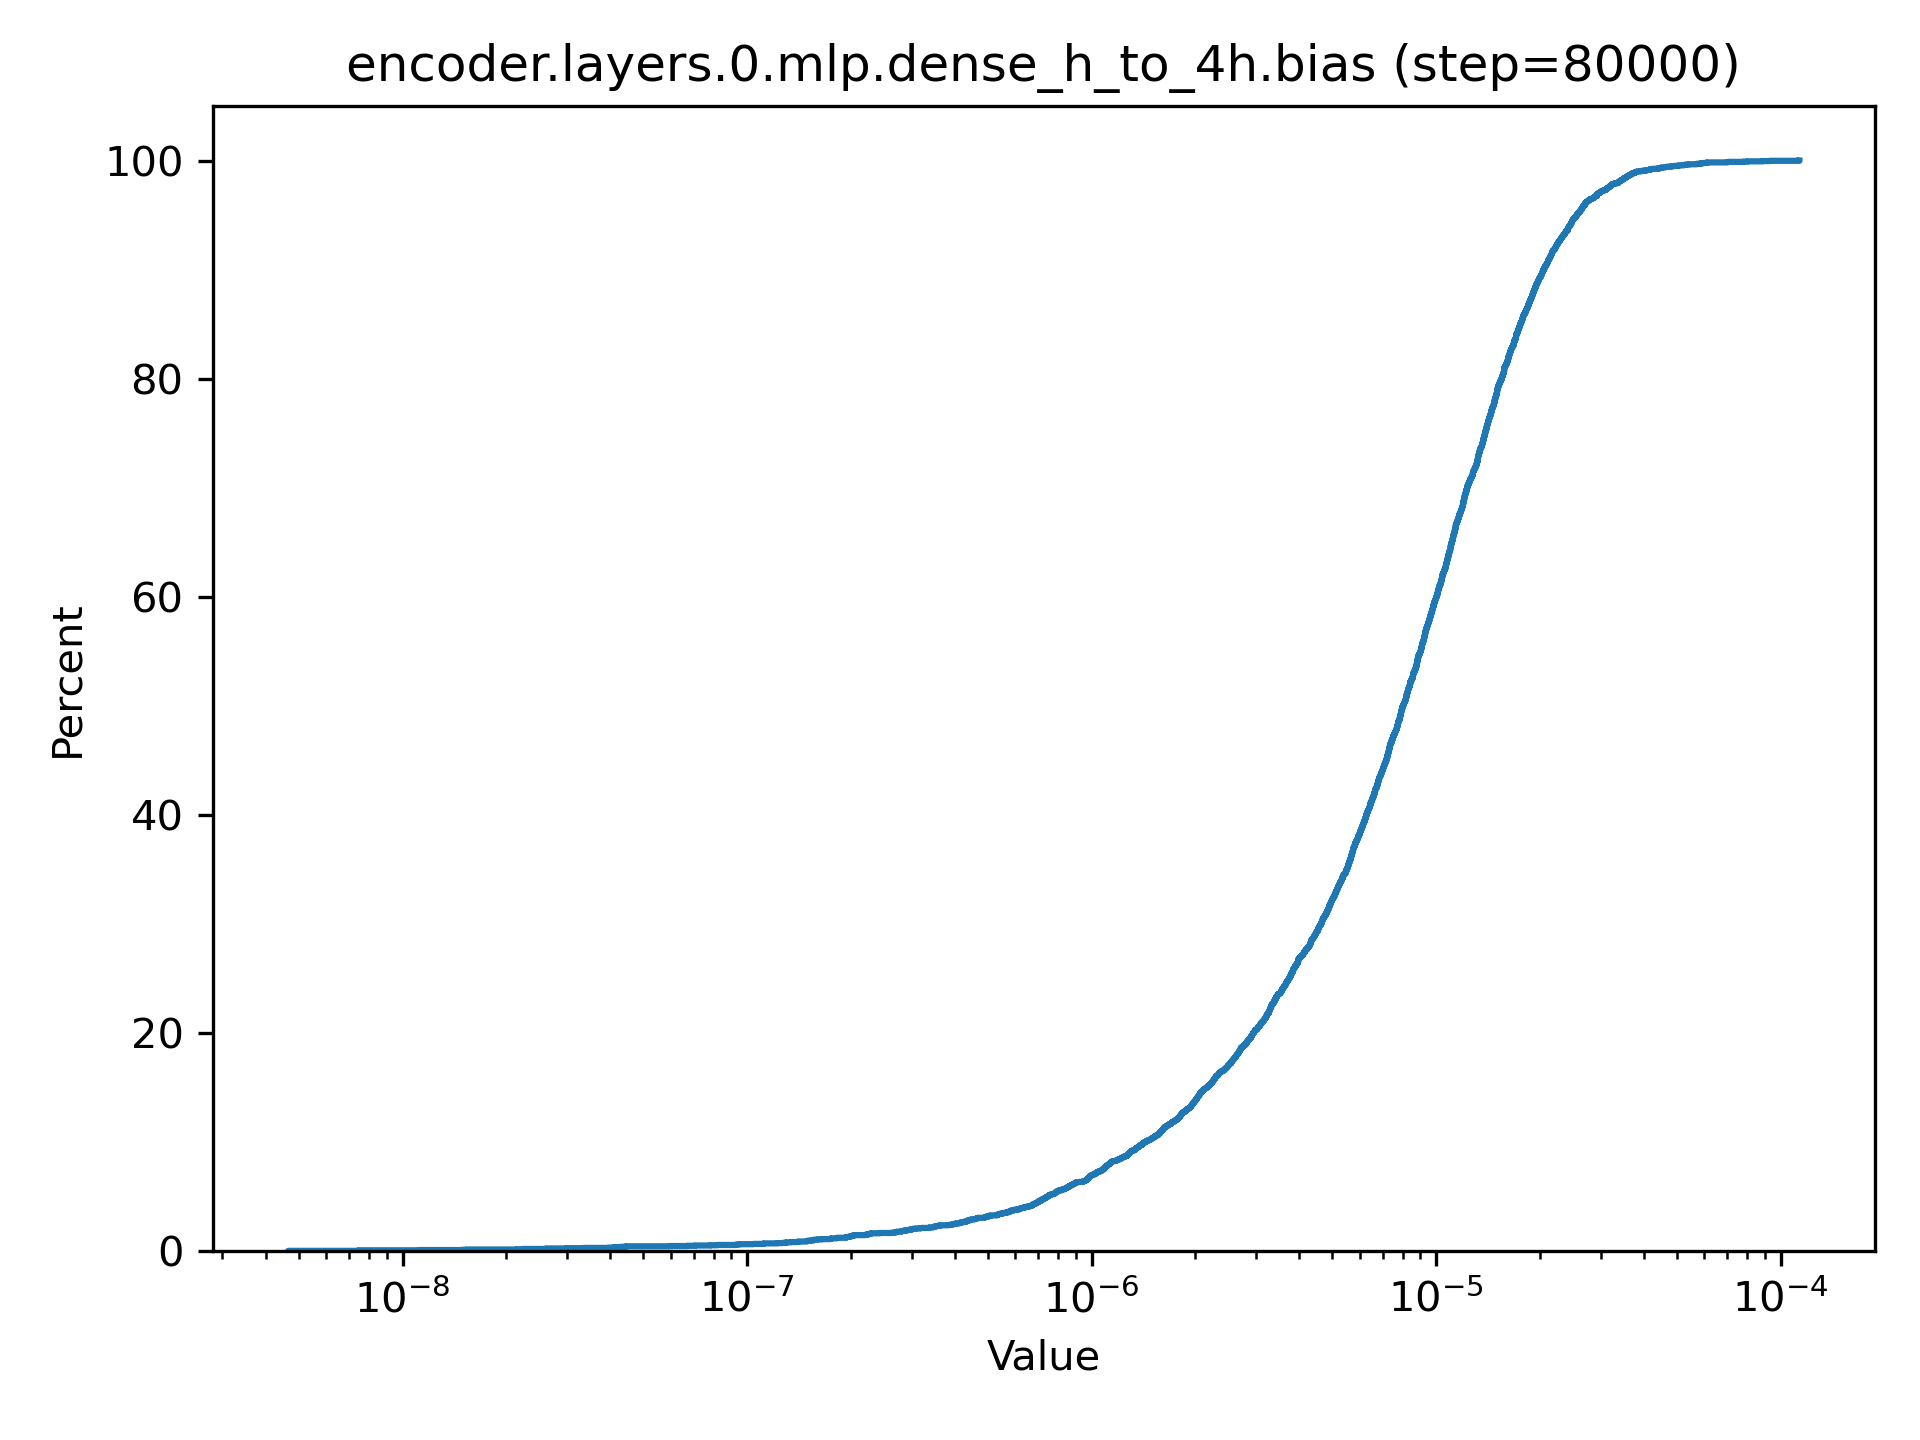 encoder.layers.0.mlp.dense_h_to_4h.bias (step=80000)
100
80
60
40
20
0
Percent
10⁻⁸ 10⁻⁷ 10⁻⁶ 10⁻⁵ 10⁻⁴
Value